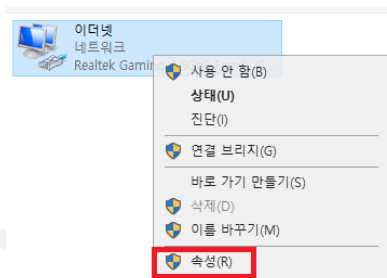 이더넷
네트워크
Realtek Gamin
사용 안 함(B)
상태(U)
진단(I)
연결 브리지(G)
바로 가기 만들기(S)
삭제(D)
이름 바꾸기(M)
속성(R)